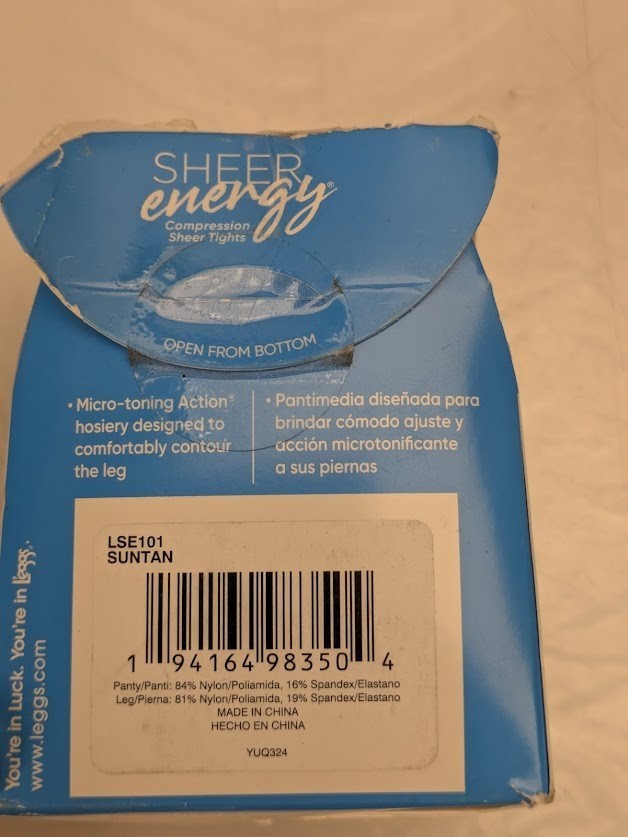 SHEER
energy®
Compression
Sheer Tights
OPEN FROM BOTTOM
• Micro-toning Action*
hosiery designed to
comfortably contour
the leg
• Pantimedia diseñada para
brindar cómodo ajuste y
acción microtonificante
a sus piernas
You're in Luck. You're in L'eggs.
www.leggs.com
LSE101
SUNTAN
1 94164 98350 4
Panty/Panti: 84% Nylon/Poliamida, 16% Spandex/Elastano
Leg/Pierna: 81% Nylon/Poliamida, 19% Spandex/Elastano
MADE IN CHINA
HECHO EN CHINA
YUQ324